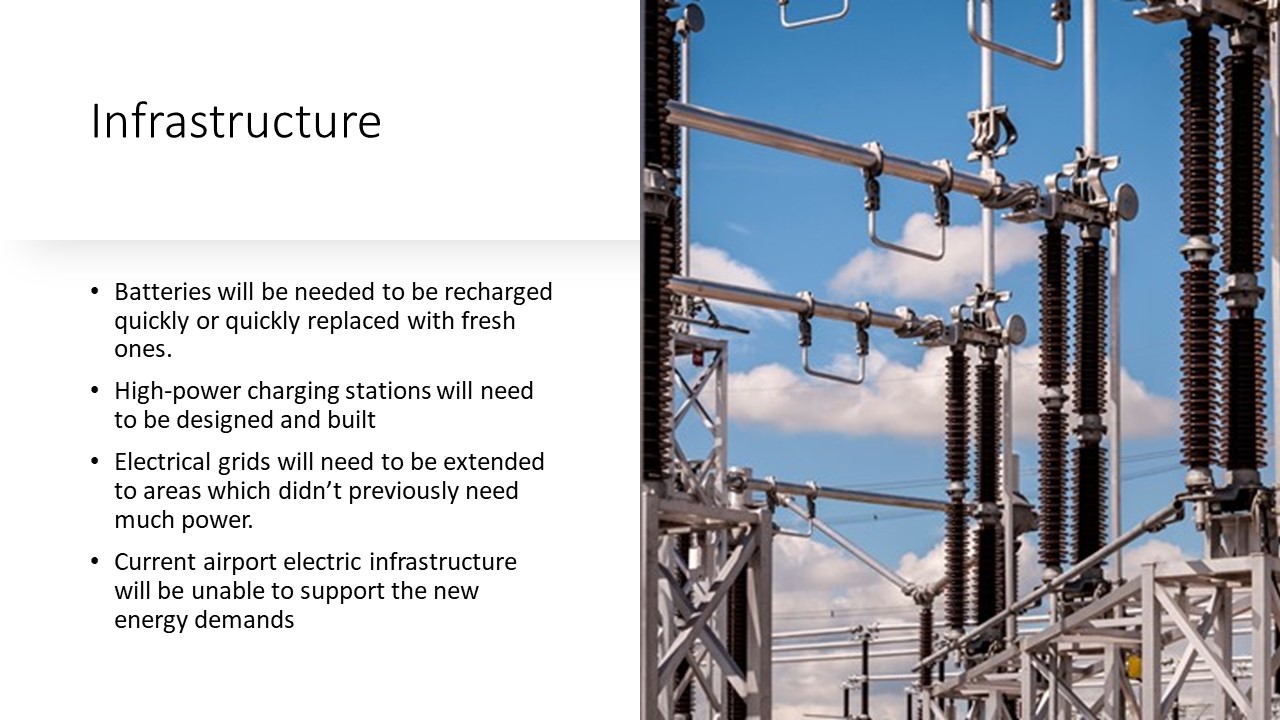 Infrastructure
• Batteries will be needed to be recharged
quickly or quickly replaced with fresh
ones.
• High-power charging stations will need
to be designed and built
• Electrical grids will need to be extended
to areas which didn’t previously need
much power.
• Current airport electric infrastructure
will be unable to support the new
energy demands